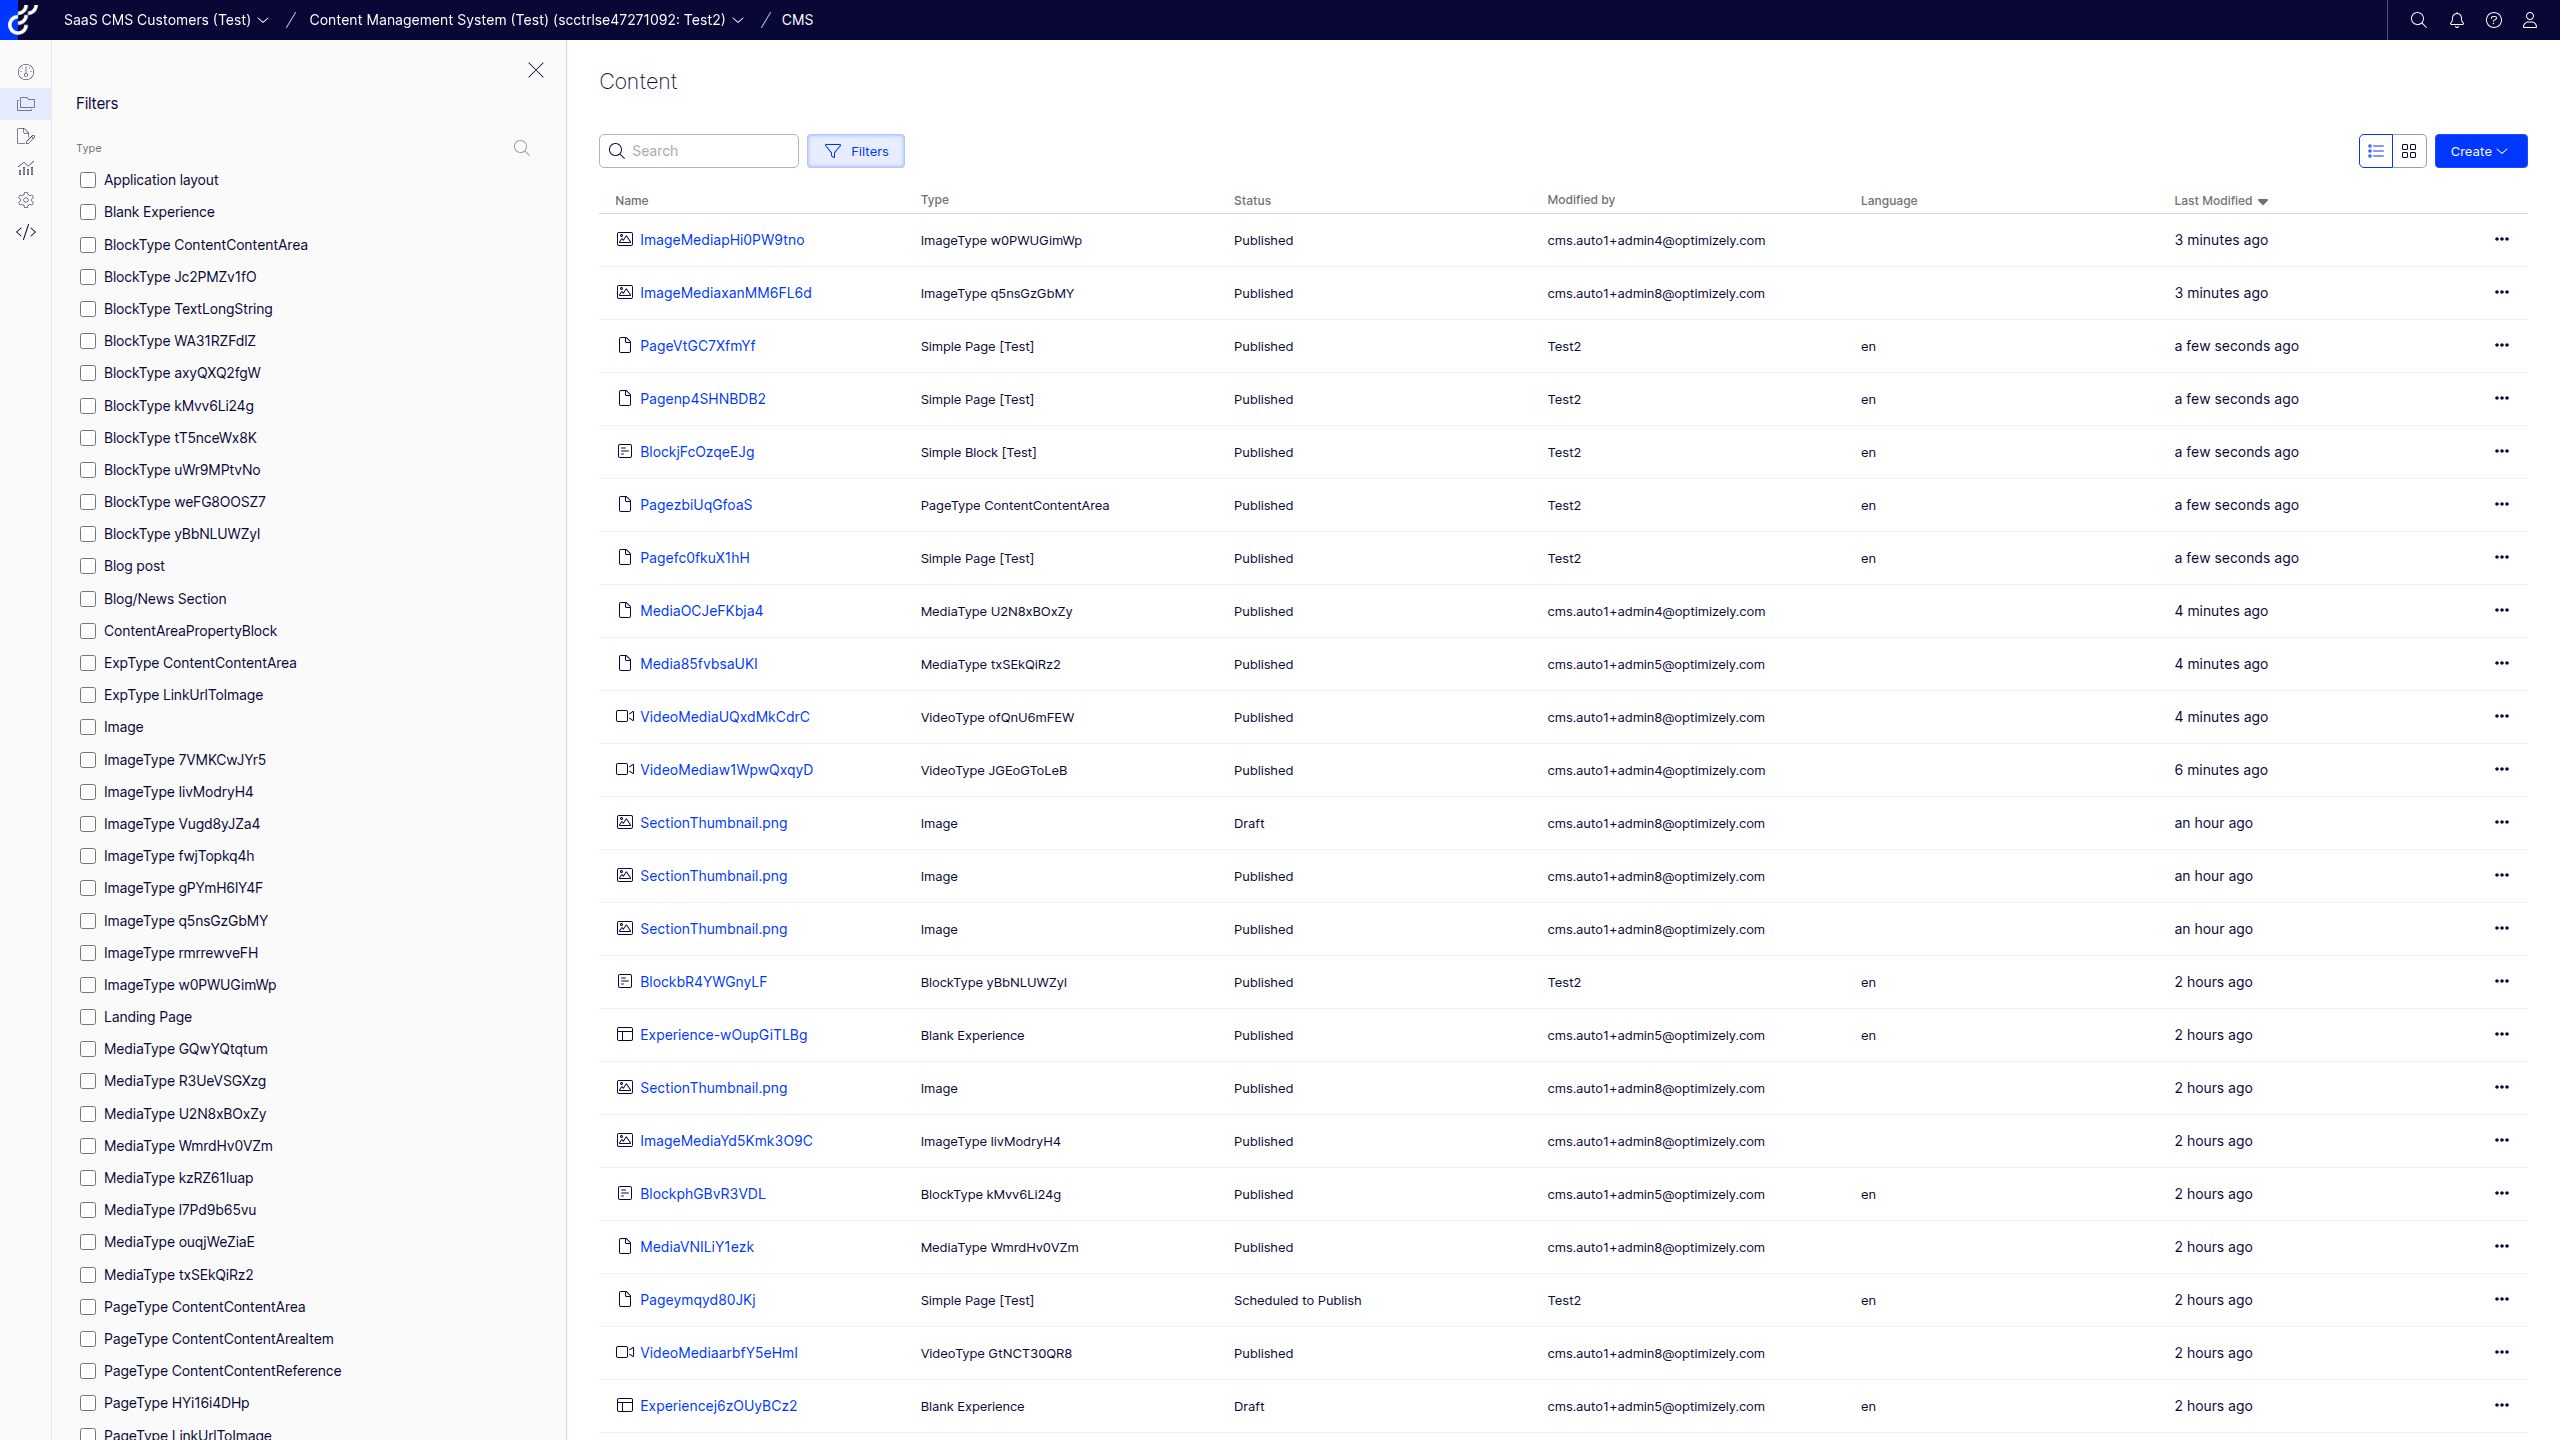 SaaS CMS Customers (Test) / Content Management System (Test) (scctrlse47271092: Test2) / CMS
Filters
Type
Application layout
Blank Experience
BlockType ContentContentArea
BlockType Jc2PMZv1fO
BlockType TextLongString
BlockType WA31RZFdlZ
BlockType axyQXQ2fgW
BlockType kMvv6Li24g
BlockType tT5nceWx8K
BlockType uWr9MPtvNo
BlockType weFG8OOSZ7
BlockType yBbNLUWZyl
Blog post
Blog/News Section
ContentAreaPropertyBlock
ExpType ContentContentArea
ExpType LinkUrlToImage
Image
ImageType 7VMKCwJYr5
ImageType IivModryH4
ImageType Vugd8yJZa4
ImageType fwjTopkq4h
ImageType gPYmH6lY4F
ImageType q5nsGzGbMY
ImageType rmrrewveFH
ImageType w0PWUGimWp
Landing Page
MediaType GQwYQtqtum
MediaType R3UeVSGXzg
MediaType U2N8xBOxZy
MediaType WmrdHv0VZm
MediaType kzRZ61luap
MediaType l7Pd9b65vu
MediaType ouqjWeZiaE
MediaType txSEkQiRz2
PageType ContentContentArea
PageType ContentContentAreaItem
PageType ContentContentReference
PageType HYi16i4DHp
PageType LinkUrlToImage
Content
Search
Filters
Create
Name Type Status Modified by Language Last Modified
ImageMediapHi0PW9tno ImageType w0PWUGimWp Published cms.auto1+admin4@optimizely.com 3 minutes ago
ImageMediaxanMM6FL6d ImageType q5nsGzGbMY Published cms.auto1+admin8@optimizely.com 3 minutes ago
PageVtGC7XfmYf Simple Page [Test] Published Test2 en a few seconds ago
Pagenp4SHNBDB2 Simple Page [Test] Published Test2 en a few seconds ago
BlockjFcOzqeEJg Simple Block [Test] Published Test2 en a few seconds ago
PagezbiUqGfoaS PageType ContentContentArea Published Test2 en a few seconds ago
Pagefc0fkuX1hH Simple Page [Test] Published Test2 en a few seconds ago
MediaOCJeFKbja4 MediaType U2N8xBOxZy Published cms.auto1+admin4@optimizely.com 4 minutes ago
Media85fvbsaUKI MediaType txSEkQiRz2 Published cms.auto1+admin5@optimizely.com 4 minutes ago
VideoMediaUQxdMkCdrC VideoType ofQnU6mFEW Published cms.auto1+admin8@optimizely.com 4 minutes ago
VideoMediaw1WpwQxqyD VideoType JGEoGToLeB Published cms.auto1+admin4@optimizely.com 6 minutes ago
SectionThumbnail.png Image Draft cms.auto1+admin8@optimizely.com an hour ago
SectionThumbnail.png Image Published cms.auto1+admin8@optimizely.com an hour ago
SectionThumbnail.png Image Published cms.auto1+admin8@optimizely.com an hour ago
BlockbR4YWGnyLF BlockType yBbNLUWZyl Published Test2 en 2 hours ago
Experience-wOupGiTLBg Blank Experience Published cms.auto1+admin5@optimizely.com en 2 hours ago
SectionThumbnail.png Image Published cms.auto1+admin8@optimizely.com 2 hours ago
ImageMediaYd5Kmk3O9C ImageType IivModryH4 Published cms.auto1+admin8@optimizely.com 2 hours ago
BlockphGBvR3VDL BlockType kMvv6Li24g Published cms.auto1+admin5@optimizely.com en 2 hours ago
MediaVNILiY1ezk MediaType WmrdHv0VZm Published cms.auto1+admin8@optimizely.com 2 hours ago
Pageymqyd80JKj Simple Page [Test] Scheduled to Publish Test2 en 2 hours ago
VideoMediaarbfY5eHmI VideoType GtNCT30QR8 Published cms.auto1+admin8@optimizely.com 2 hours ago
Experiencej6zOUyBCz2 Blank Experience Draft cms.auto1+admin5@optimizely.com en 2 hours ago